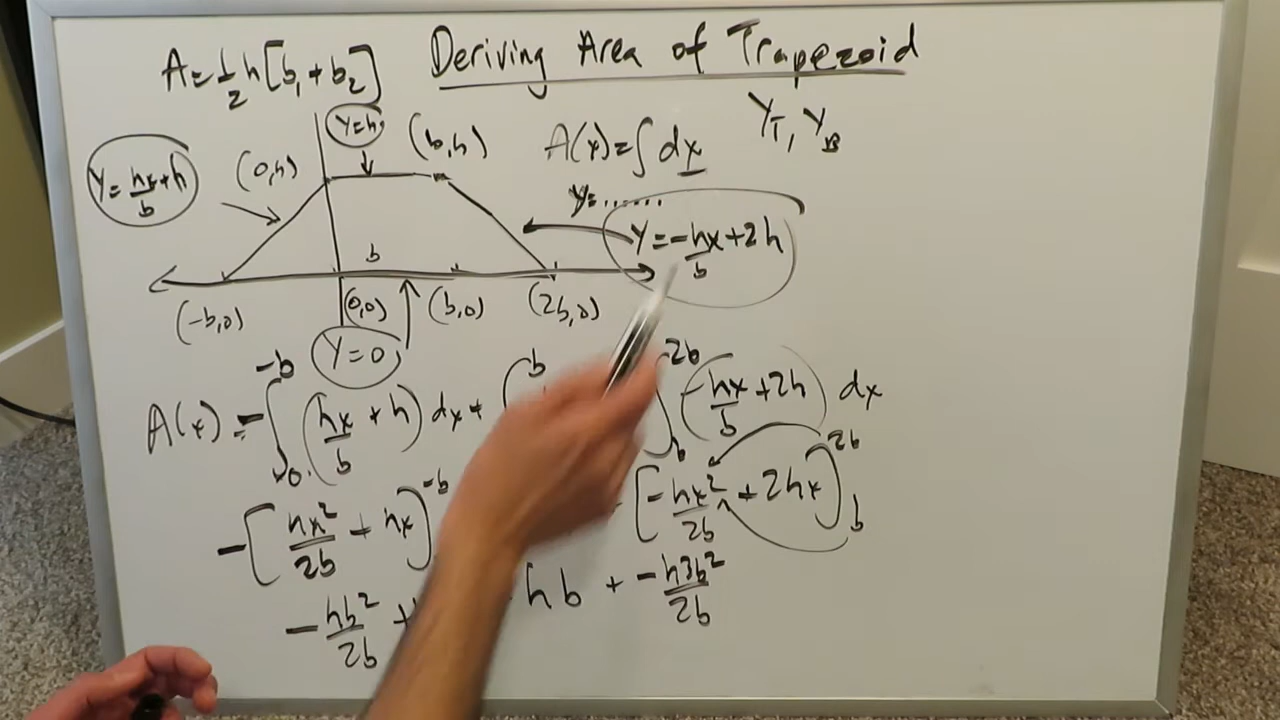 Deriving Area of Trapezoid
A=1/2 h[b₁+b₂]
Y_T, Y_B
Y=h
(b,h)
A(x)=∫dx
Y=hx/b+h
(0,h)
y=......
Y=-hx/b+2h
b
(-b,0)
(0,0)
(b,0)
(2b,0)
Y=0
A(x)=-∫₀^-b (hx/b+h)dx+∫^b ∫_b^2b (-hx/b+2h) dx
-[hx²/2b+hx]^-b [-hx²/2b+2hx]_b^2b
-hb²/2b+ hb+-h3b²/2b